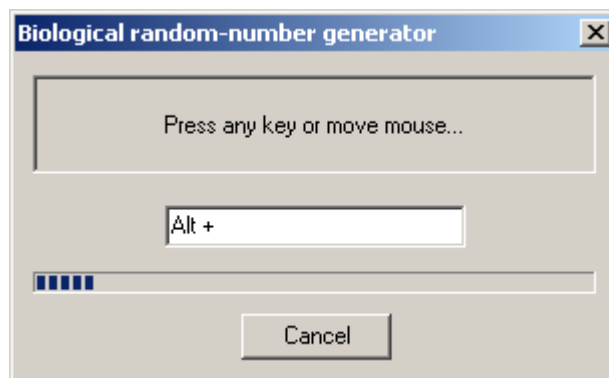 Biological random-number generator
Press any key or move mouse...
Alt +
Cancel